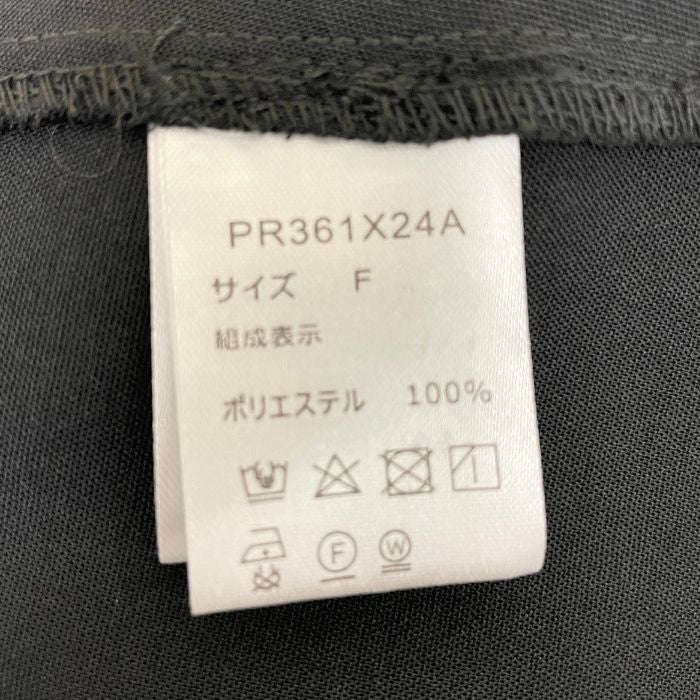 PR361X24A
サイズ F
組成表示
ポリエステル 100%
F W